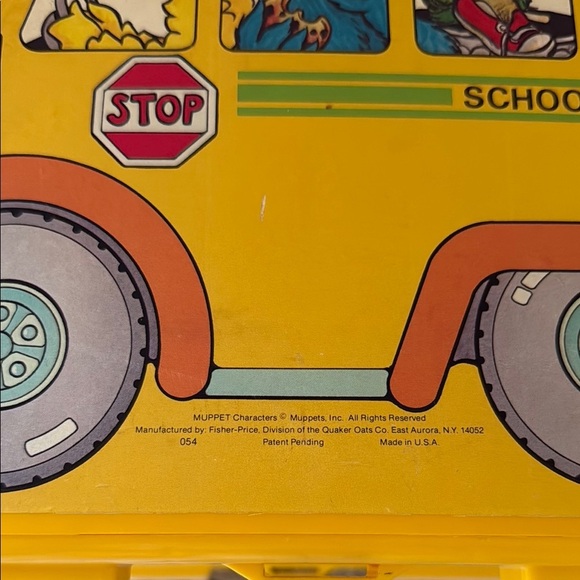 STOP
SCHOO
MUPPET Characters © Muppets, Inc. All Rights Reserved
Manufactured by: Fisher-Price, Division of the Quaker Oats Co. East Aurora, N.Y. 14052
054 Patent Pending Made in U.S.A.